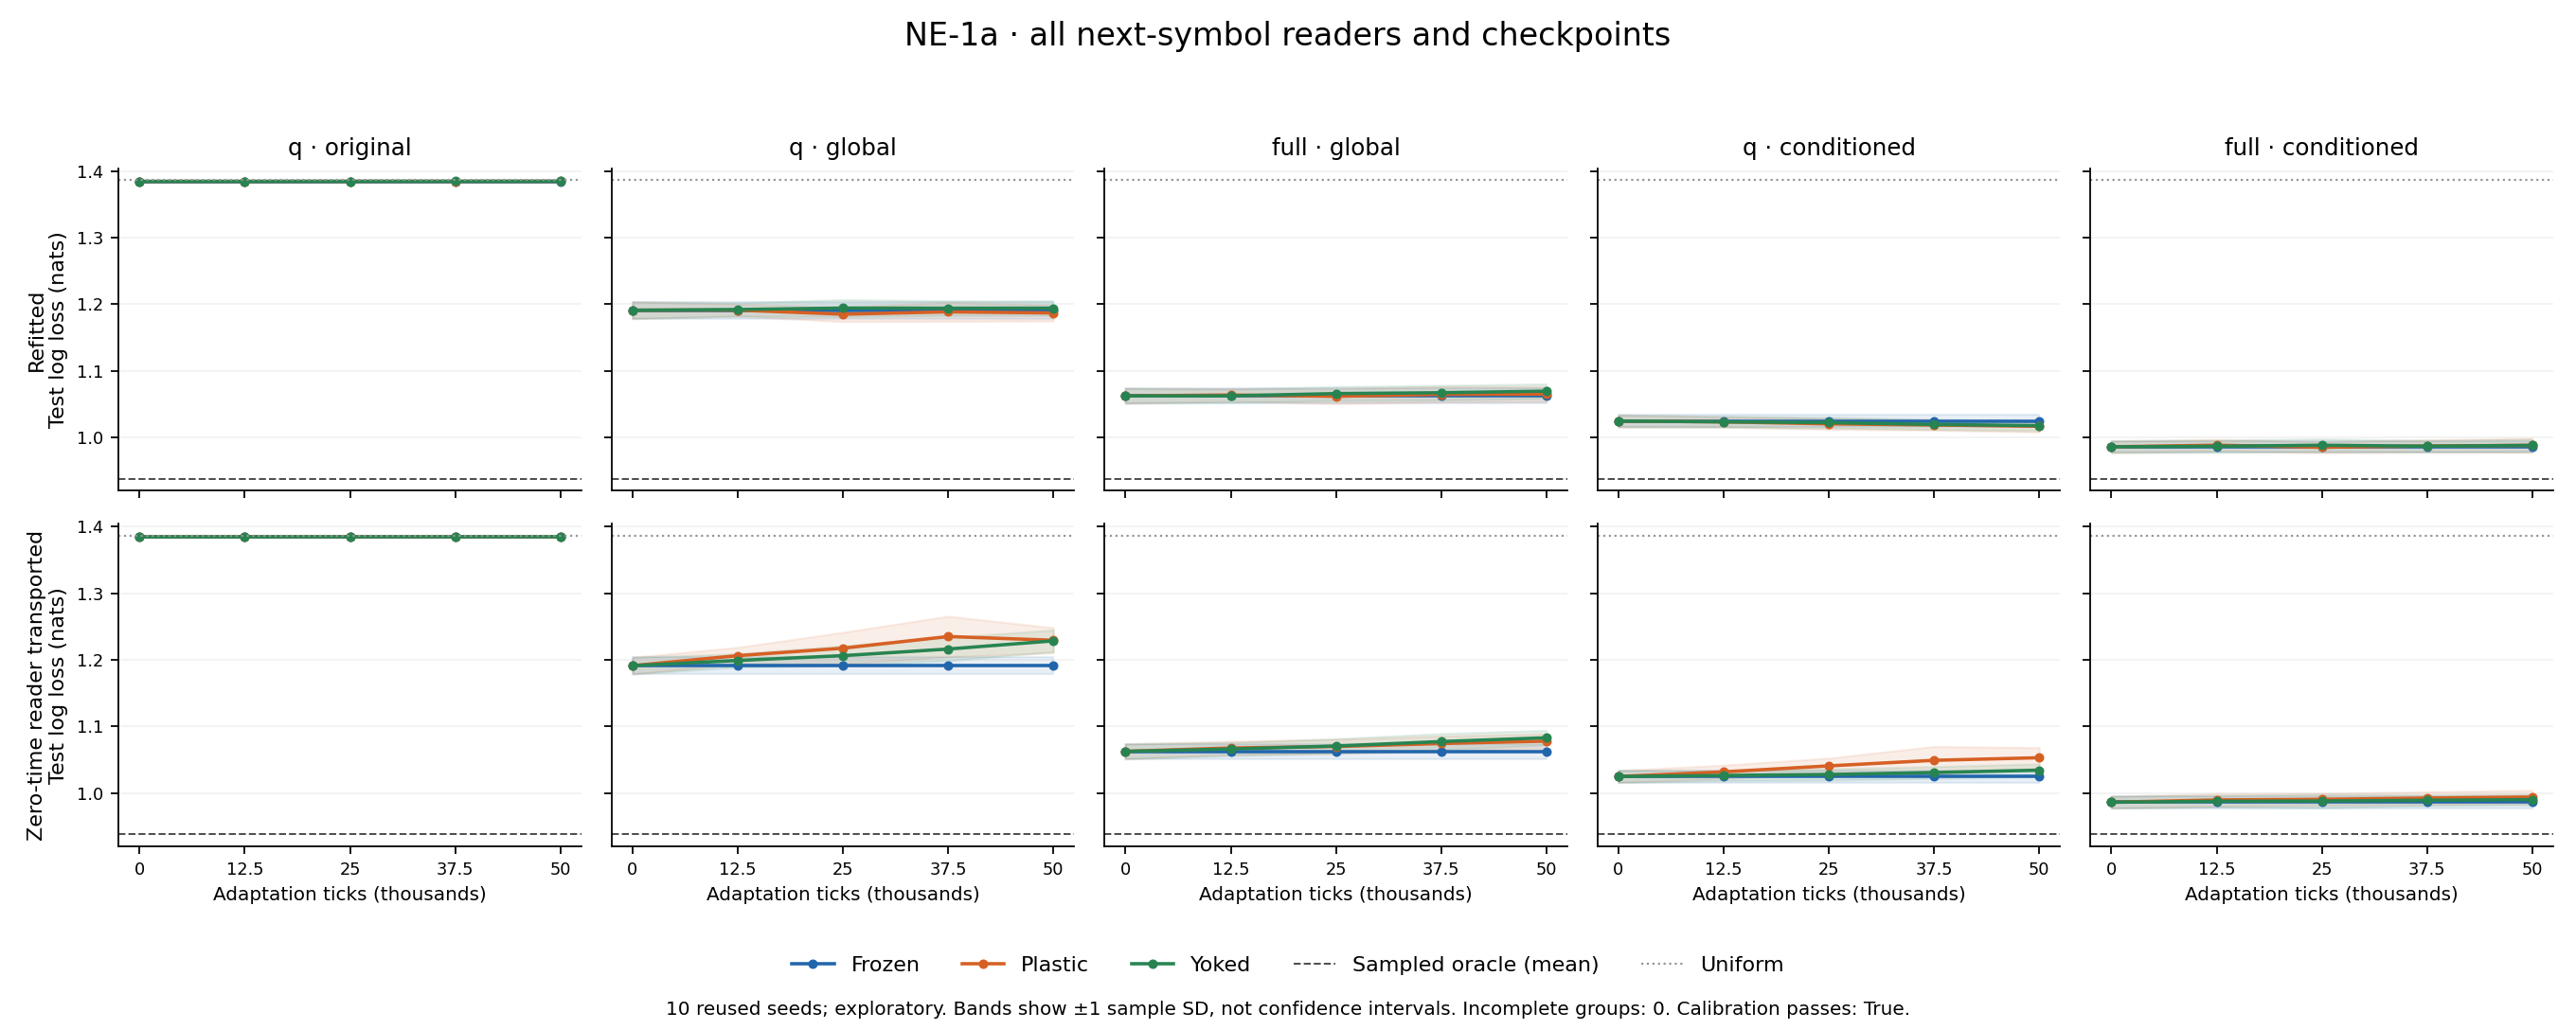 NE-1a · all next-symbol readers and checkpoints
q · original
q · global
full · global
q · conditioned
full · conditioned
Refitted
Test log loss (nats)
1.4
1.3
1.2
1.1
1.0
Zero-time reader transported
Test log loss (nats)
1.4
1.3
1.2
1.1
1.0
0 12.5 25 37.5 50
0 12.5 25 37.5 50
0 12.5 25 37.5 50
0 12.5 25 37.5 50
0 12.5 25 37.5 50
Adaptation ticks (thousands)
Adaptation ticks (thousands)
Adaptation ticks (thousands)
Adaptation ticks (thousands)
Adaptation ticks (thousands)
Frozen
Plastic
Yoked
Sampled oracle (mean)
Uniform
10 reused seeds; exploratory. Bands show ±1 sample SD, not confidence intervals. Incomplete groups: 0. Calibration passes: True.